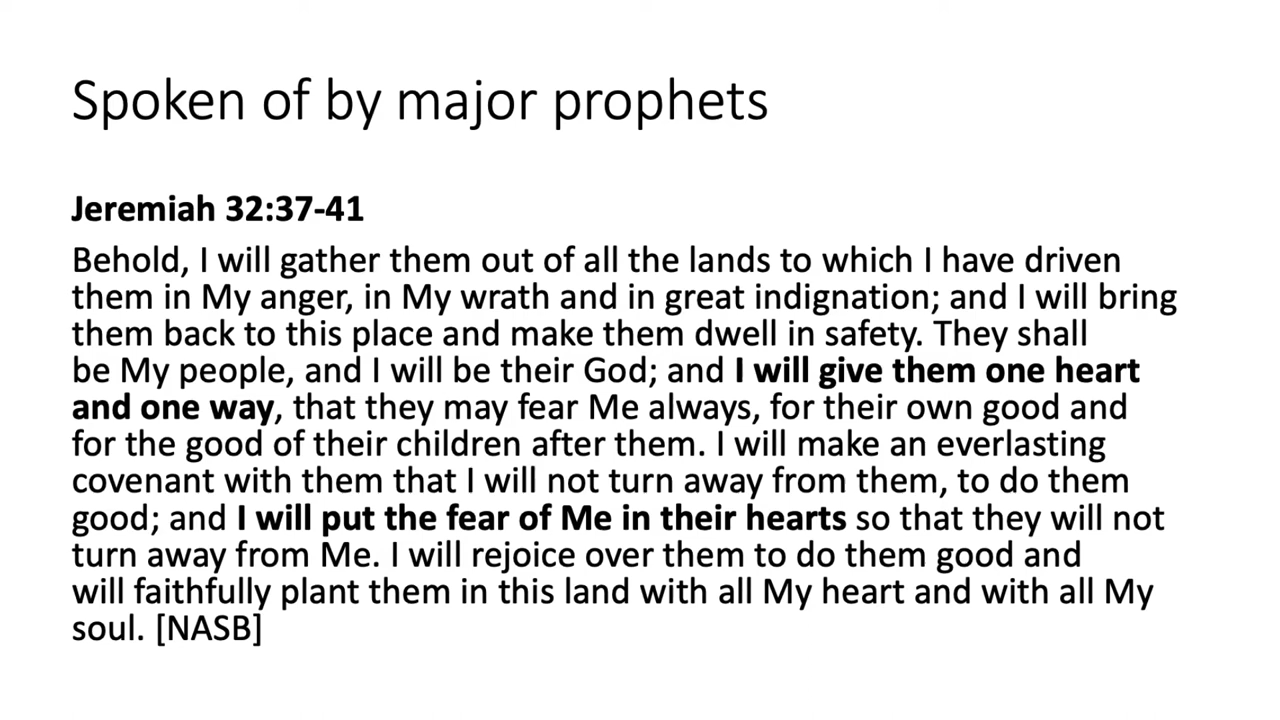 Spoken of by major prophets
Jeremiah 32:37-41
Behold, I will gather them out of all the lands to which I have driven
them in My anger, in My wrath and in great indignation; and I will bring
them back to this place and make them dwell in safety. They shall
be My people, and I will be their God; and I will give them one heart
and one way, that they may fear Me always, for their own good and
for the good of their children after them. I will make an everlasting
covenant with them that I will not turn away from them, to do them
good; and I will put the fear of Me in their hearts so that they will not
turn away from Me. I will rejoice over them to do them good and
will faithfully plant them in this land with all My heart and with all My
soul. [NASB]